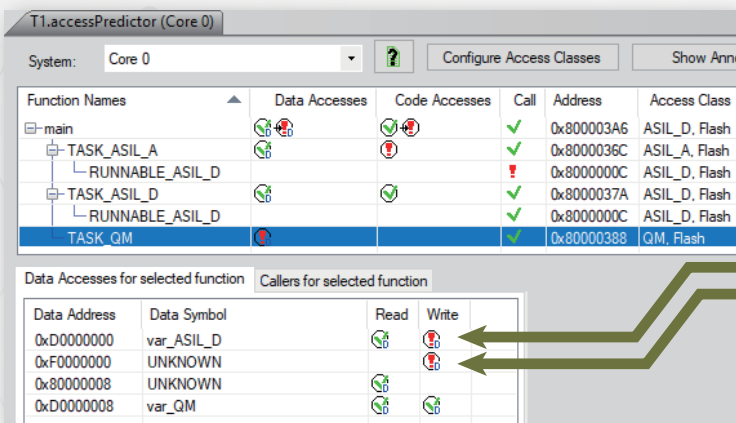 T1.accessPredictor (Core 0)
System: Core 0 ? Configure Access Classes Show Ann
Function Names Data Accesses Code Accesses Call Address Access Class
main 0x800003A6 ASIL_D, Flash
TASK_ASIL_A 0x8000036C ASIL_A, Flash
RUNNABLE_ASIL_D 0x8000000C ASIL_D, Flash
TASK_ASIL_D 0x8000037A ASIL_D, Flash
RUNNABLE_ASIL_D 0x8000000C ASIL_D, Flash
TASK_QM 0x80000388 QM, Flash
Data Accesses for selected function Callers for selected function
Data Address Data Symbol Read Write
0xD0000000 var_ASIL_D
0xF0000000 UNKNOWN
0x80000008 UNKNOWN
0xD0000008 var_QM